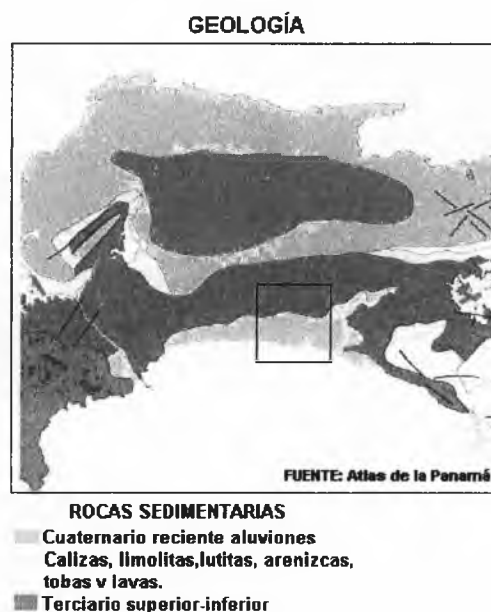 GEOLOGÍA
FUENTE: Atlas de la Panamá
ROCAS SEDIMENTARIAS
Cuaternario reciente aluviones
Calizas, limolitas,lutitas, arenizcas,
tobas v lavas.
Terciario superior-inferior